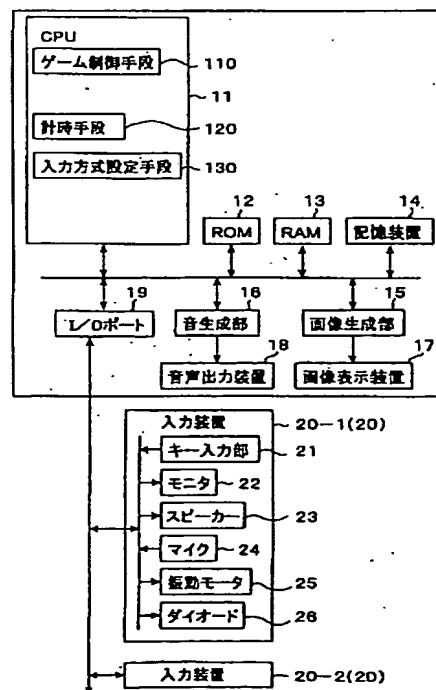 CPU
ゲーム制御手段 110
11
計時手段 120
入力方式設定手段 130
12 13 14
ROM RAM 記憶装置
19 16 15
I/Oポート 音生成部 画像生成部
18 17
音声出力装置 画像表示装置
入力装置 20-1(20)
キー入力部 21
モニタ 22
スピーカー 23
マイク 24
振動モータ 25
ダイオード 26
入力装置 20-2(20)